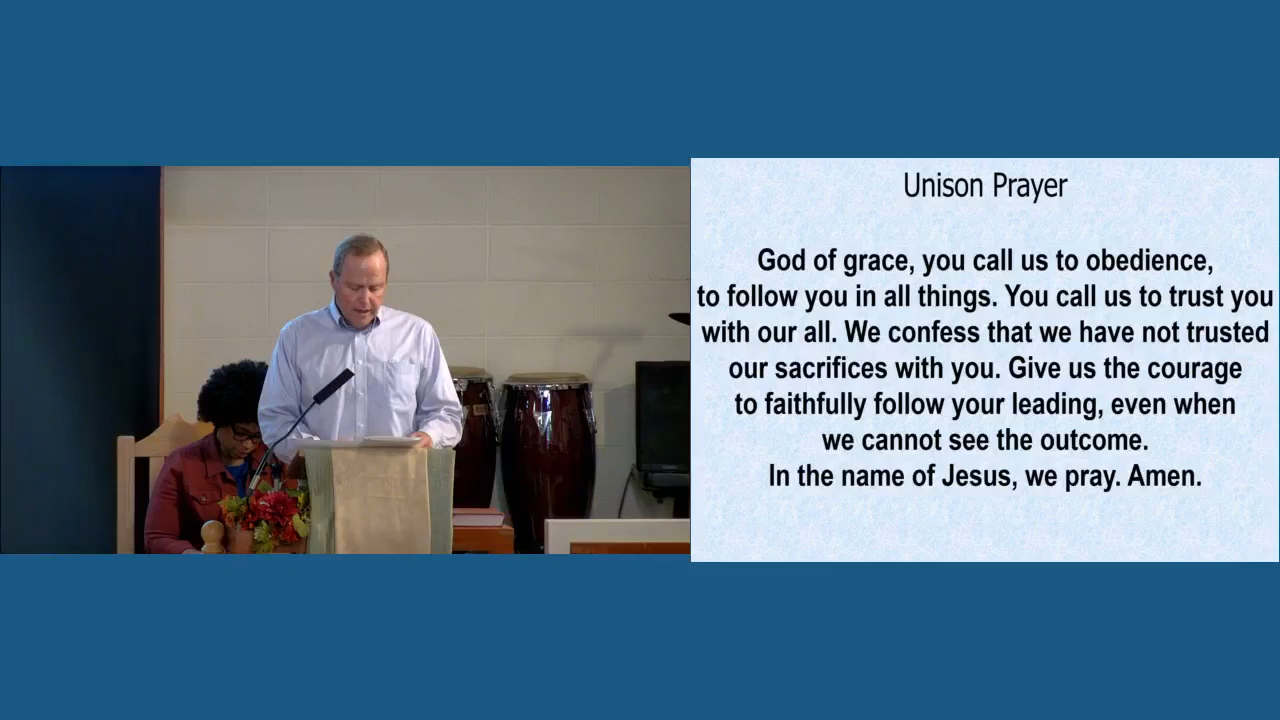 Unison Prayer
God of grace, you call us to obedience,
to follow you in all things. You call us to trust you
with our all. We confess that we have not trusted
our sacrifices with you. Give us the courage
to faithfully follow your leading, even when
we cannot see the outcome.
In the name of Jesus, we pray. Amen.